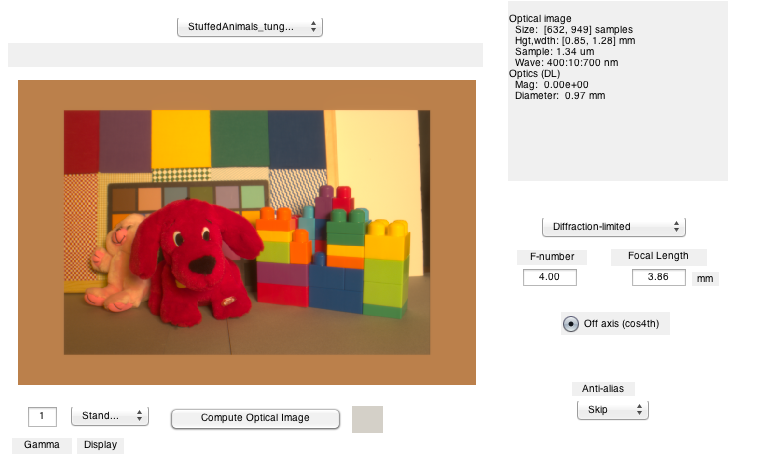 StuffedAnimals_tung...
Optical image
Size: [632, 949] samples
Hgt,wdth: [0.85, 1.28] mm
Sample: 1.34 um
Wave: 400:10:700 nm
Optics (DL)
Mag: 0.00e+00
Diameter: 0.97 mm
Diffraction-limited
F-number
Focal Length
4.00
3.86
mm
Off axis (cos4th)
Anti-alias
Skip
1
Stand...
Compute Optical Image
Gamma
Display